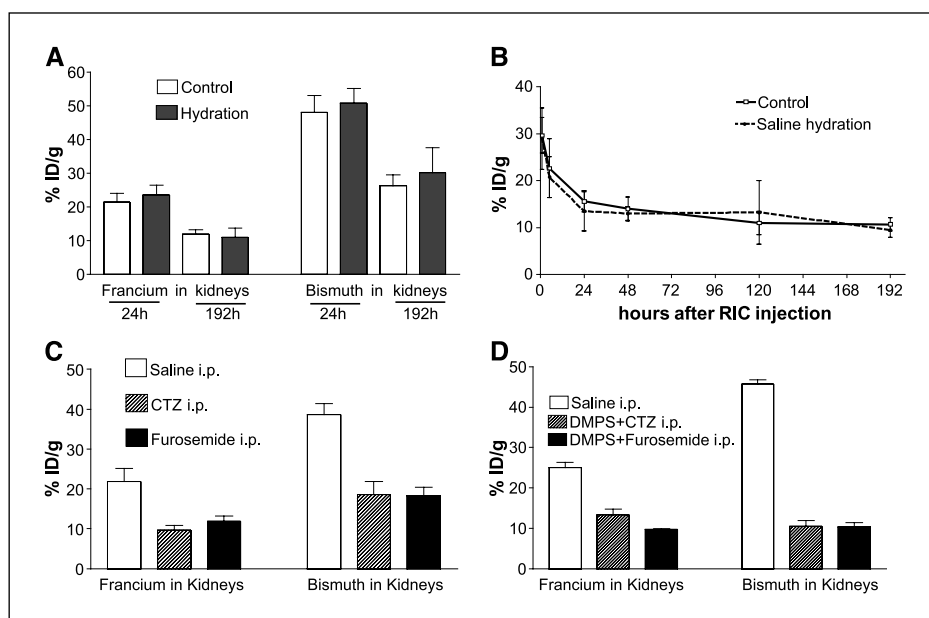 A
60
50
40
30
20
10
0
% ID/g
Control
Hydration
Francium in kidneys
24h 192h
Bismuth in kidneys
24h 192h
B
40
30
20
10
0
% ID/g
Control
Saline hydration
0 24 48 72 96 120 144 168 192
hours after RIC injection
C
50
40
30
20
10
0
% ID/g
Saline i.p.
CTZ i.p.
Furosemide i.p.
Francium in Kidneys
Bismuth in Kidneys
D
50
40
30
20
10
0
% ID/g
Saline i.p.
DMPS+CTZ i.p.
DMPS+Furosemide i.p.
Francium in Kidneys
Bismuth in Kidneys